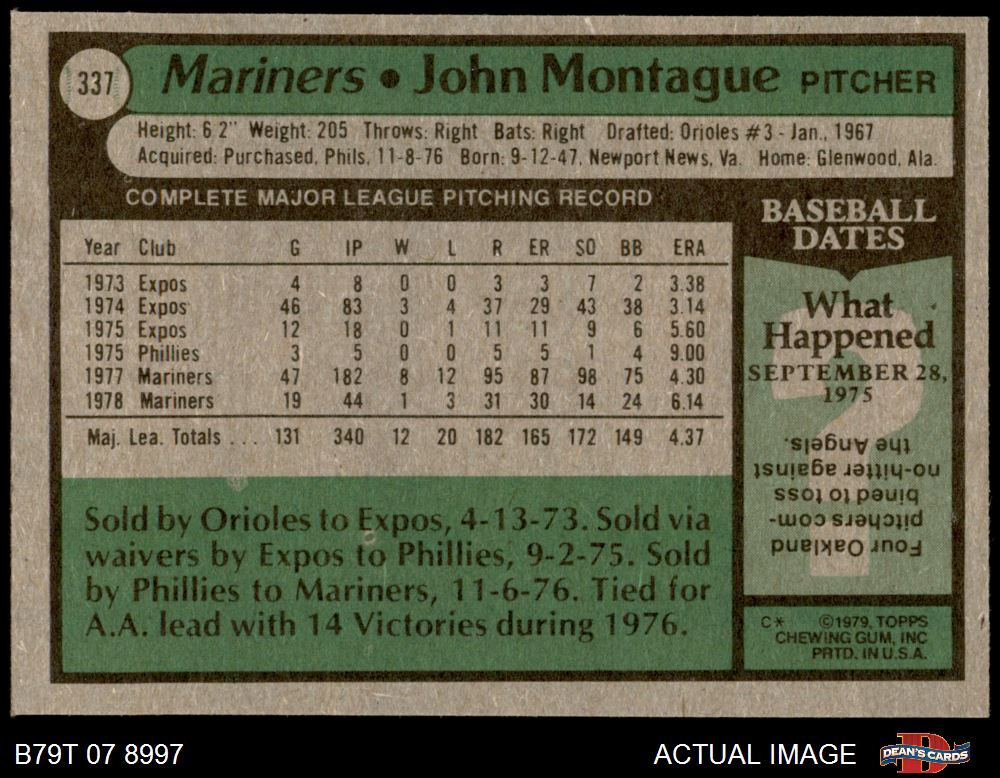 337
Mariners • John Montague PITCHER
Height: 6 2" Weight: 205 Throws: Right Bats: Right Drafted: Orioles #3 - Jan., 1967
Acquired: Purchased, Phils, 11-8-76 Born: 9-12-47, Newport News, Va. Home: Glenwood, Ala.
COMPLETE MAJOR LEAGUE PITCHING RECORD
Year Club G IP W L R ER SO BB ERA
1973 Expos 4 8 0 0 3 3 7 2 3.38
1974 Expos 46 83 3 4 37 29 43 38 3.14
1975 Expos 12 18 0 1 11 11 9 6 5.60
1975 Phillies 3 5 0 0 5 5 1 4 9.00
1977 Mariners 47 182 8 12 95 87 98 75 4.30
1978 Mariners 19 44 1 3 31 30 14 24 6.14
Maj. Lea. Totals ... 131 340 12 20 182 165 172 149 4.37
Sold by Orioles to Expos, 4-13-73. Sold via
waivers by Expos to Phillies, 9-2-75. Sold
by Phillies to Mariners, 11-6-76. Tied for
A.A. lead with 14 Victories during 1976.
BASEBALL
DATES
What
Happened
SEPTEMBER 28,
1975
?
Four Oakland
pitchers com-
bined to toss
no-hitter against
the Angels.
C* ©1979, TOPPS
CHEWING GUM, INC
PRTD. IN U.S.A.
B79T 07 8997
ACTUAL IMAGE
D
DEAN'S CARDS